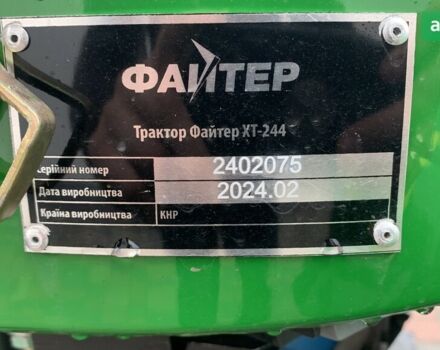 ФАЙТЕР
Трактор Файтер ХТ-244
Серійний номер 2402075
Дата виробництва 2024.02
Країна виробництва КНР